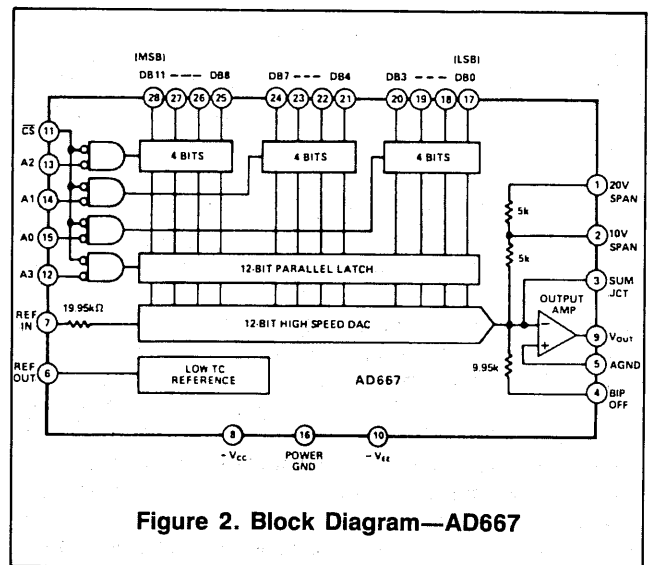 (MSB)
DB11 ---- DB8
DB7 --- DB4
(LSB)
DB3 --- DB0
28 27 26 25
24 23 22 21
20 19 18 17
CS 11
A2 13
A1 14
A0 15
A3 12
REF IN 7
19.95kΩ
REF OUT 6
4 BITS
4 BITS
4 BITS
12-BIT PARALLEL LATCH
12-BIT HIGH SPEED DAC
LOW TC
REFERENCE
AD667
5k
5k
9.95k
OUTPUT
AMP
−
+
1 20V SPAN
2 10V SPAN
3 SUM JCT
9 VOUT
5 AGND
4 BIP OFF
8 16 10
- VCC
POWER
GND
- VEE
Figure 2. Block Diagram—AD667